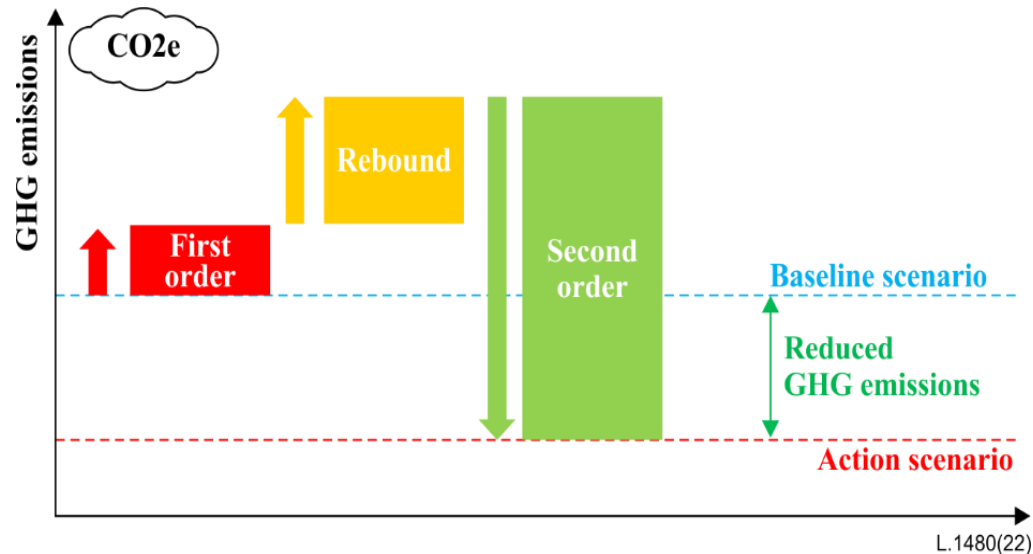 GHG emissions
CO2e
Rebound
First
order
Second
order
Baseline scenario
Reduced
GHG emissions
Action scenario
L.1480(22)